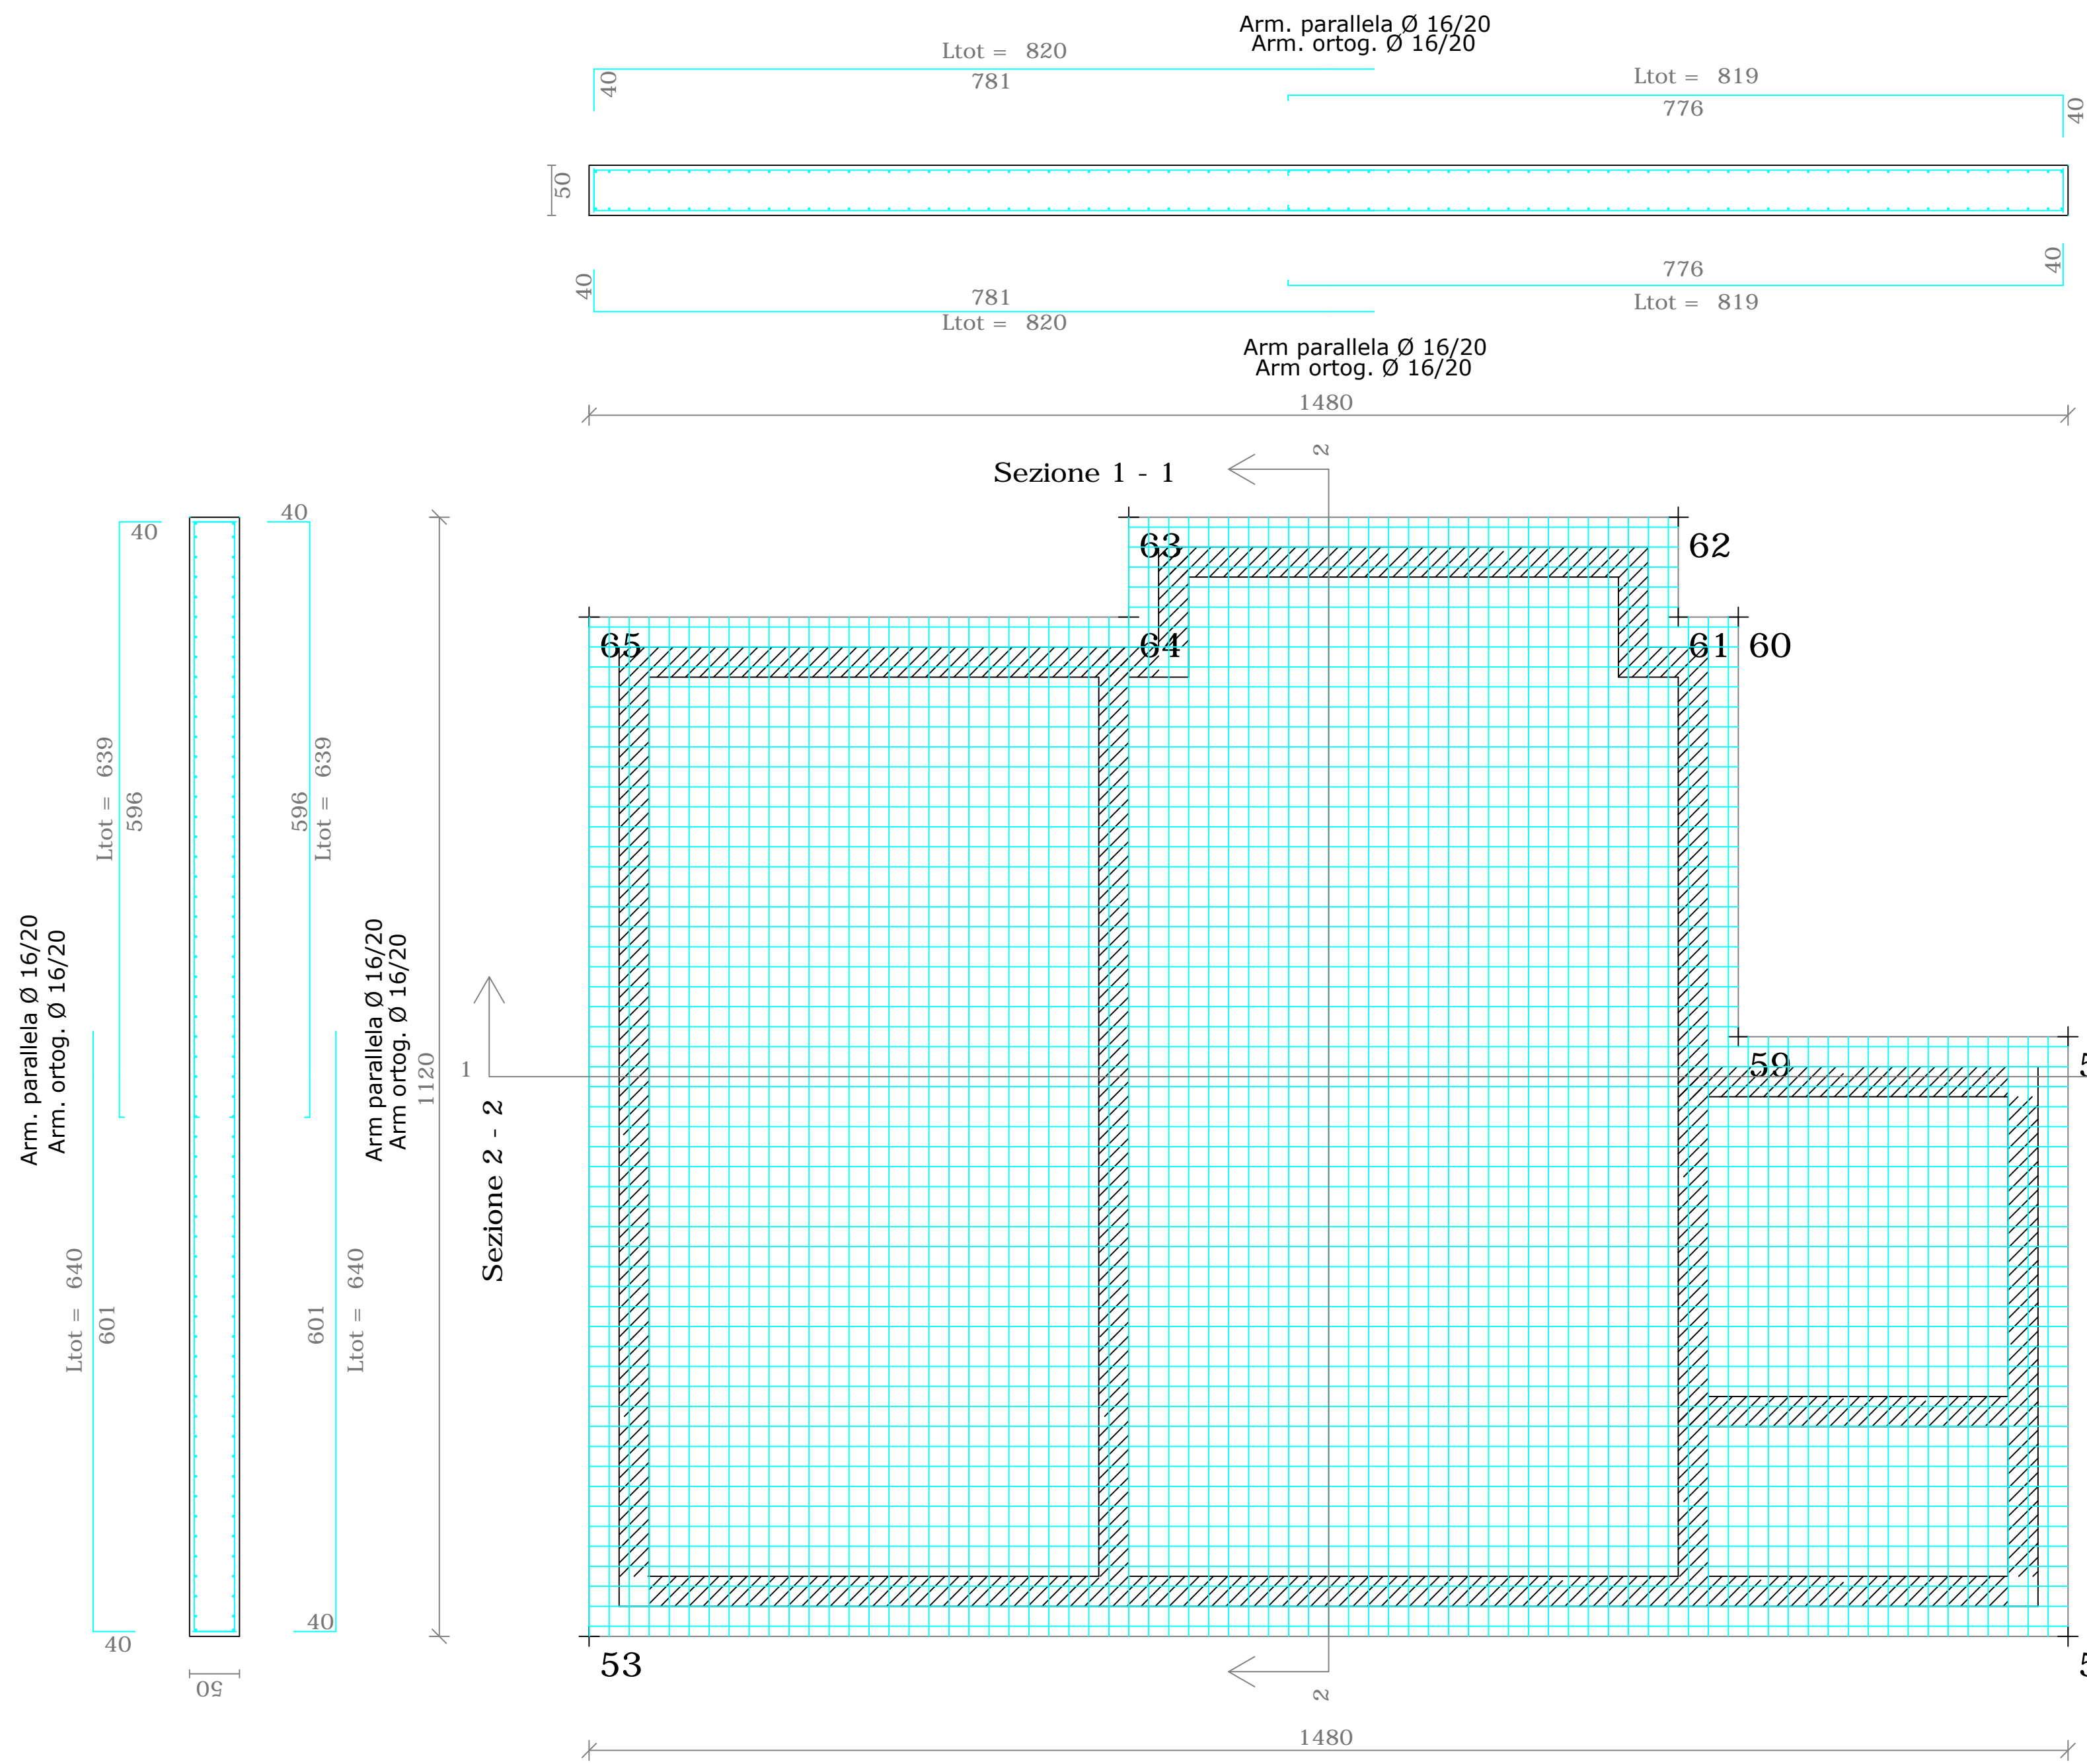 Arm. parallela Ø 16/20
Arm. ortog. Ø 16/20
Ltot = 820
781
40
Ltot = 819
776
40
50
40
781
Ltot = 820
776
Ltot = 819
40
Arm parallela Ø 16/20
Arm ortog. Ø 16/20
1480
2
Sezione 1 - 1
40
40
63
62
65
64
61
60
Ltot = 639
596
596
Ltot = 639
Arm. parallela Ø 16/20
Arm. ortog. Ø 16/20
Arm parallela Ø 16/20
Arm ortog. Ø 16/20
1120
1
59
Sezione 2 - 2
Ltot = 640
601
601
Ltot = 640
40
40
50
53
2
1480